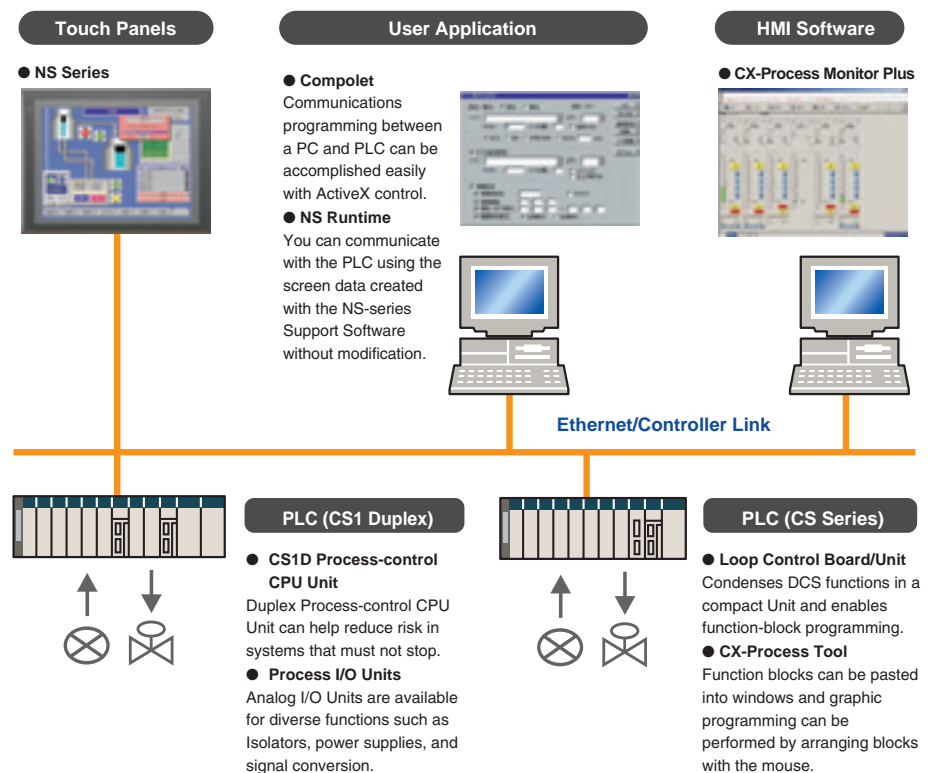 Touch Panels
User Application
HMI Software
● NS Series
● Compolet
Communications
programming between
a PC and PLC can be
accomplished easily
with ActiveX control.
● NS Runtime
You can communicate
with the PLC using the
screen data created
with the NS-series
Support Software
without modification.
● CX-Process Monitor Plus
Ethernet/Controller Link
PLC (CS1 Duplex)
● CS1D Process-control
CPU Unit
Duplex Process-control CPU
Unit can help reduce risk in
systems that must not stop.
● Process I/O Units
Analog I/O Units are available
for diverse functions such as
Isolators, power supplies, and
signal conversion.
PLC (CS Series)
● Loop Control Board/Unit
Condenses DCS functions in a
compact Unit and enables
function-block programming.
● CX-Process Tool
Function blocks can be pasted
into windows and graphic
programming can be
performed by arranging blocks
with the mouse.